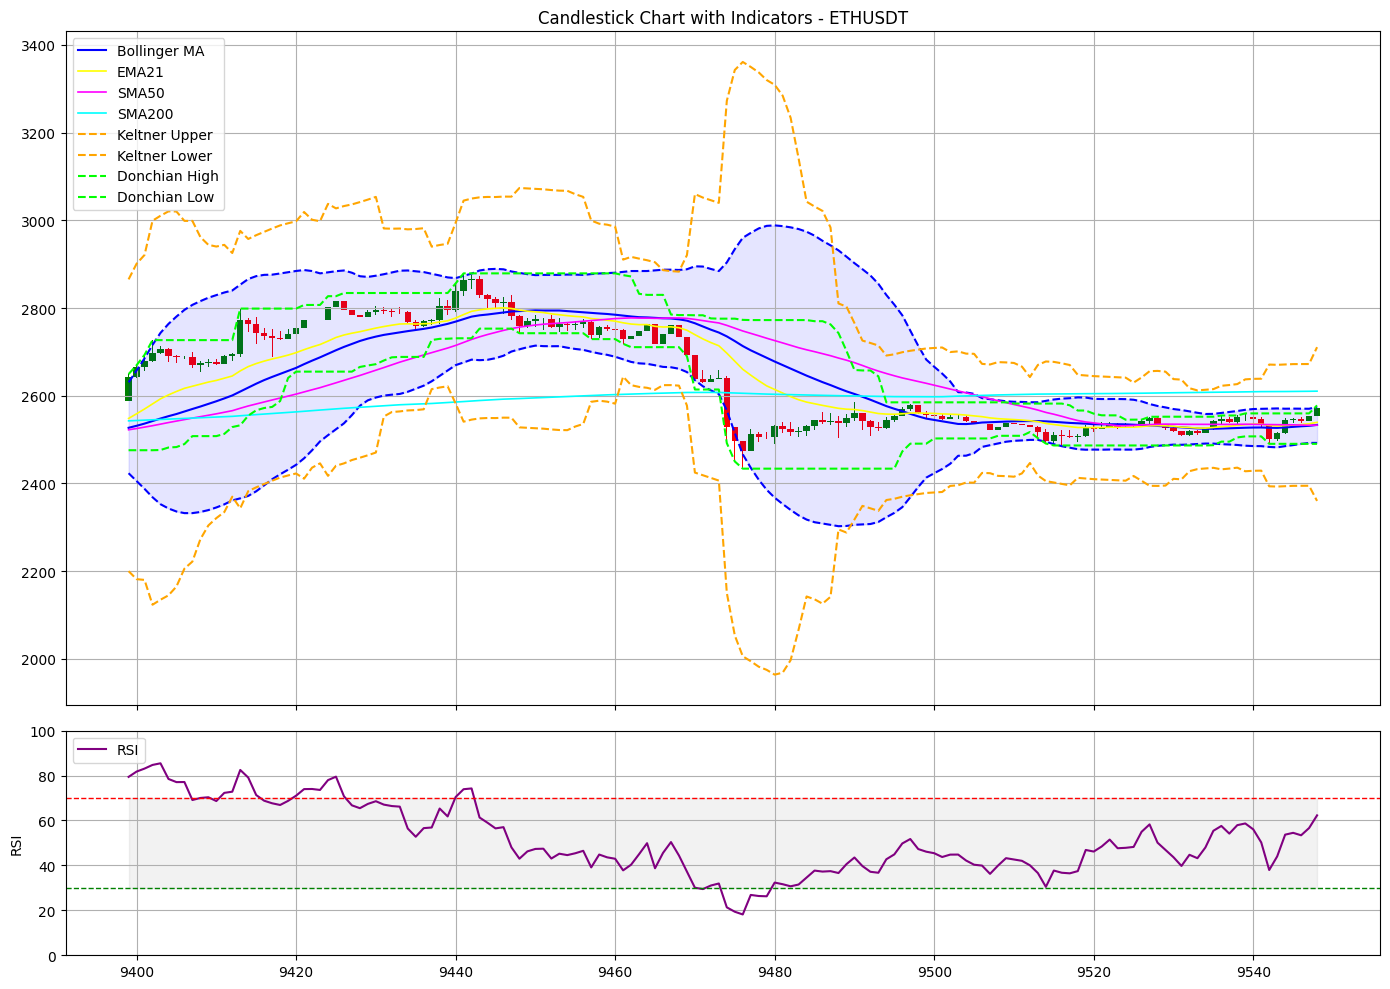 Candlestick Chart with Indicators - ETHUSDT
Bollinger MA
EMA21
SMA50
SMA200
Keltner Upper
Keltner Lower
Donchian High
Donchian Low
3400
3200
3000
2800
2600
2400
2200
2000
RSI
100
80
60
40
20
0
RSI
9400
9420
9440
9460
9480
9500
9520
9540